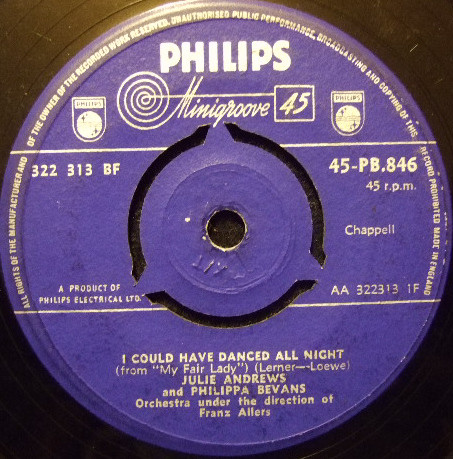 ALL RIGHTS OF THE MANUFACTURER AND OF THE OWNER OF THE RECORDED WORK RESERVED. UNAUTHORISED PUBLIC PERFORMANCE, BROADCASTING AND COPYING OF THIS RECORD PROHIBITED MADE IN ENGLAND
PHILIPS
Minigroove 45
PHILIPS
PHILIPS
322 313 BF
45-PB.846
45 r.p.m.
Chappell
A PRODUCT OF
PHILIPS ELECTRICAL LTD.
AA 322313 1F
I COULD HAVE DANCED ALL NIGHT
(from "My Fair Lady") (Lerner—Loewe)
JULIE ANDREWS
and PHILIPPA BEVANS
Orchestra under the direction of
Franz Allers